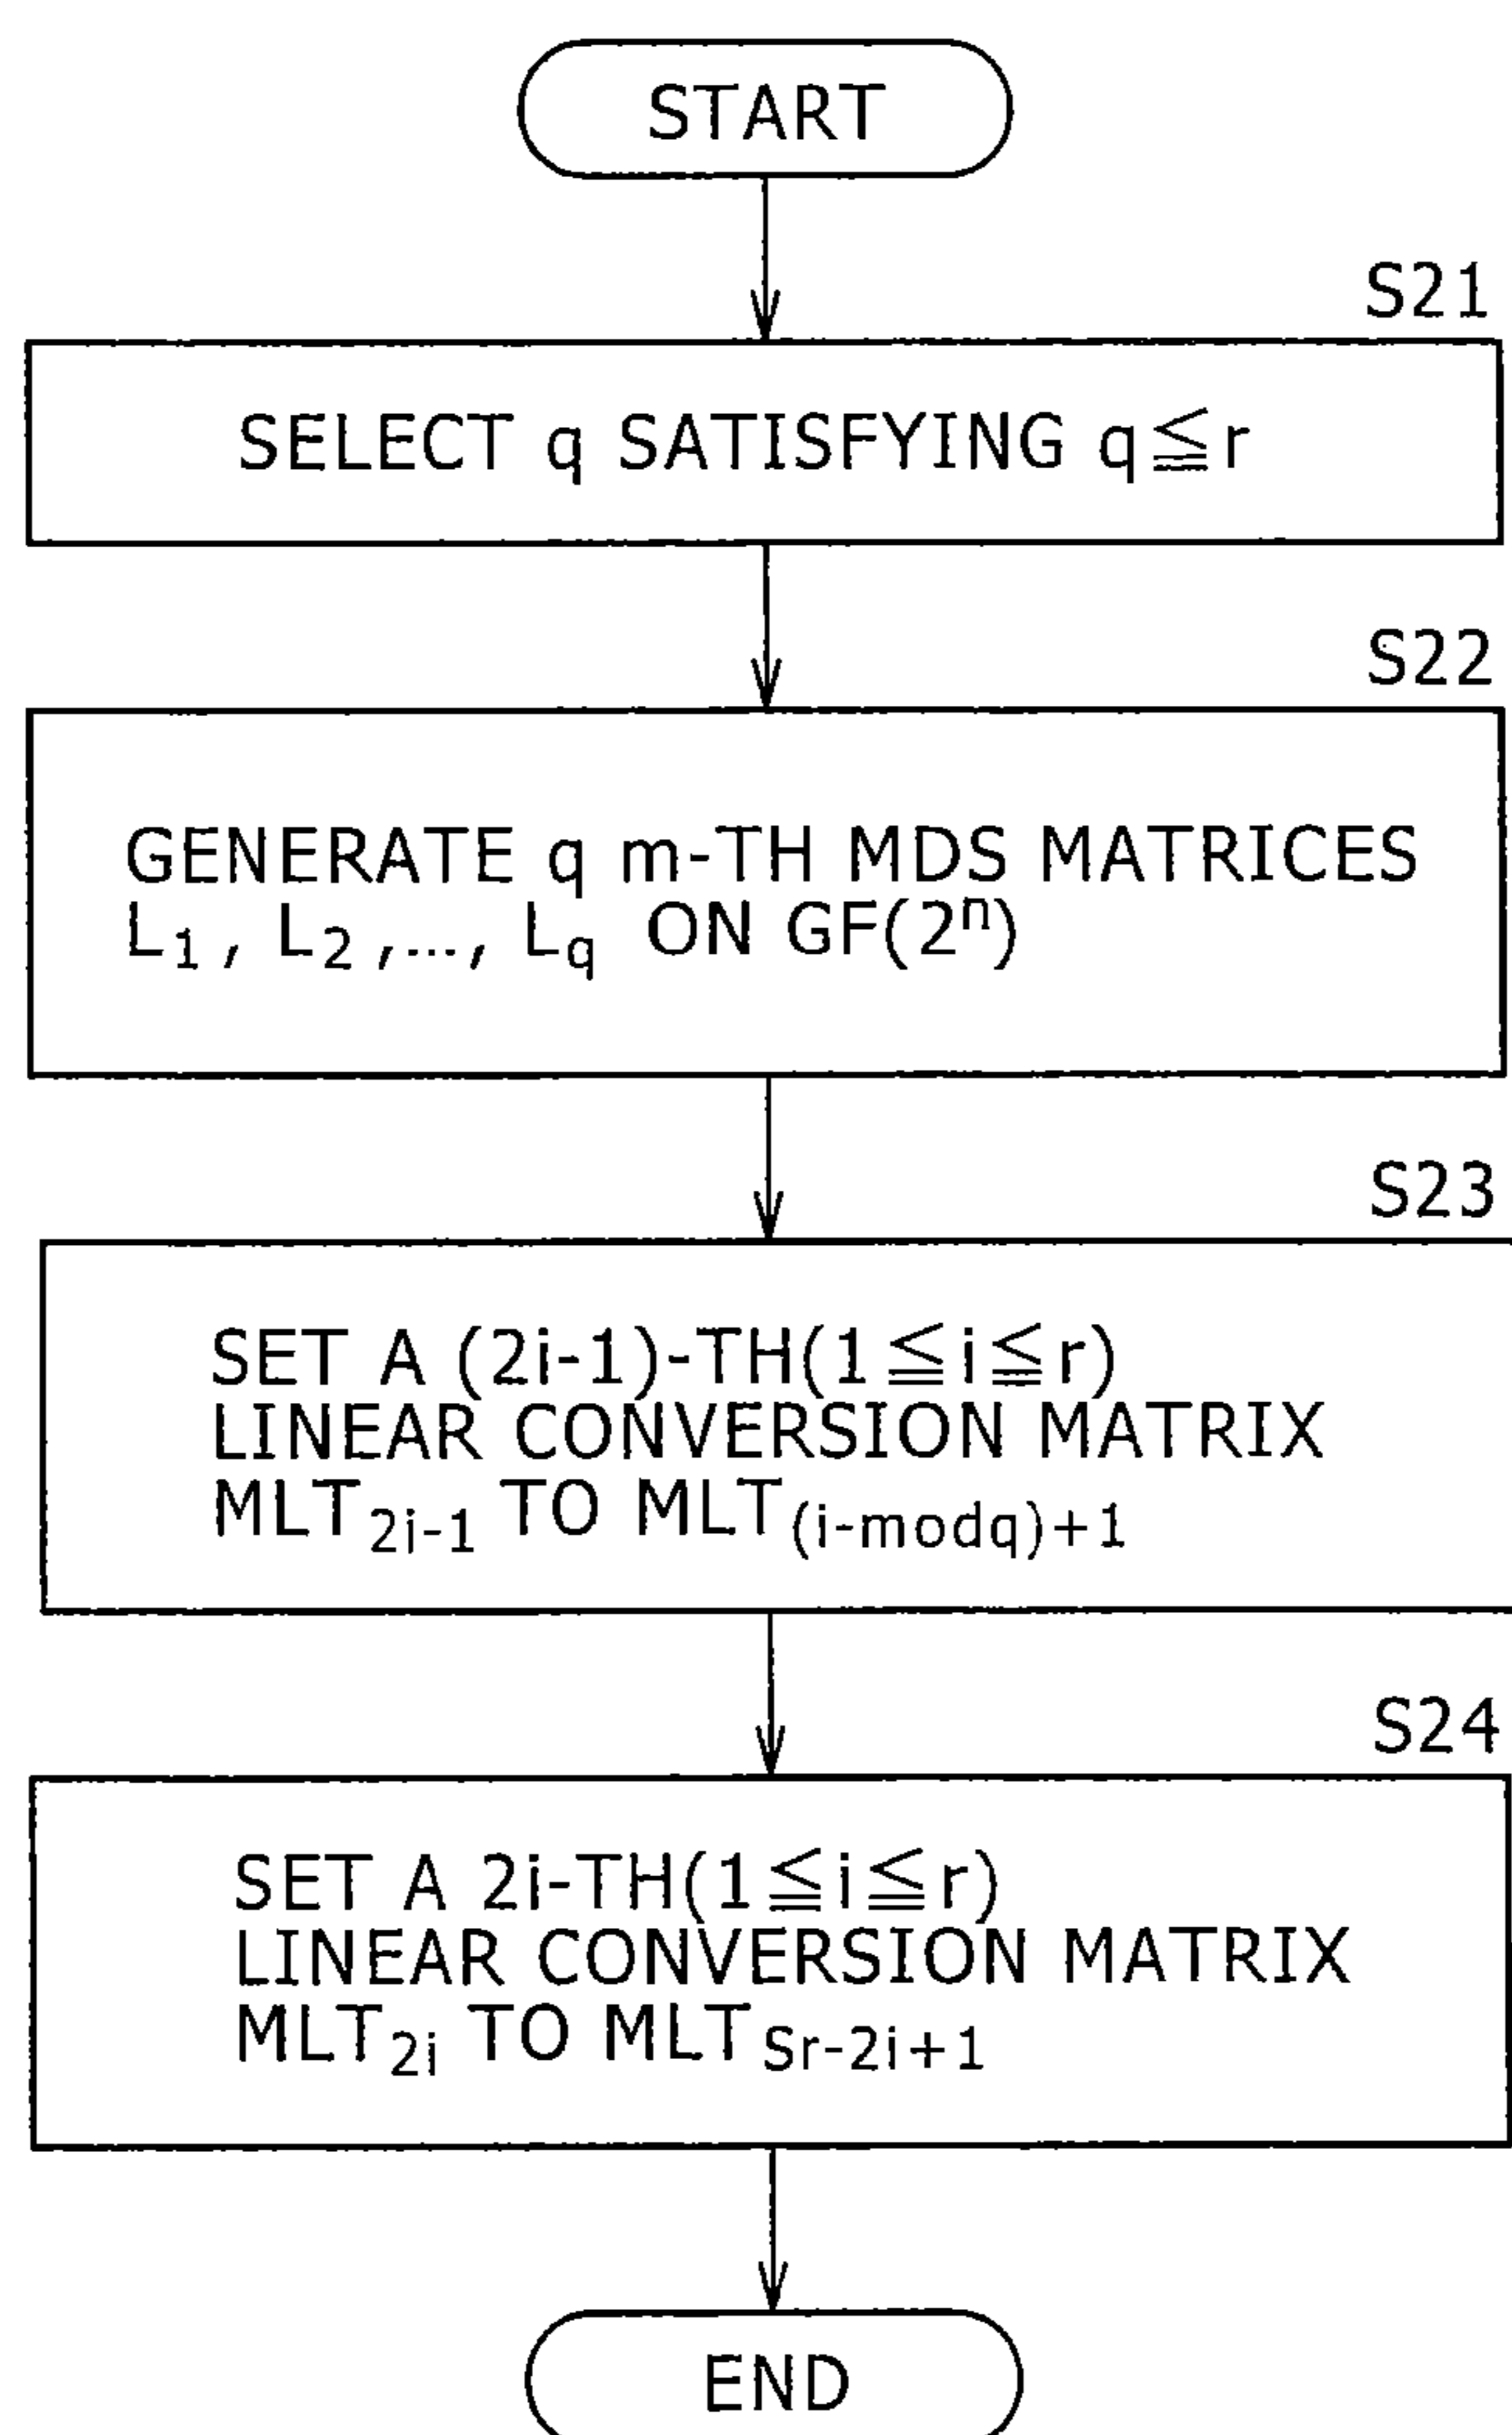 START
S21
SELECT q SATISFYING q≦r
S22
GENERATE q m-TH MDS MATRICES
L₁, L₂,…, L_q ON GF(2ⁿ)
S23
SET A (2i-1)-TH(1≦i≦r)
LINEAR CONVERSION MATRIX
MLT₂ᵢ₋₁ TO MLT₍ᵢ₋ₘₒdq₎₊₁
S24
SET A 2i-TH(1≦i≦r)
LINEAR CONVERSION MATRIX
MLT₂ᵢ TO MLT_Sr-2i+1
END